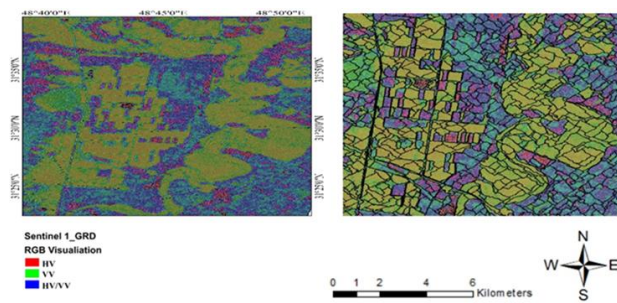 48°40'0"E 48°45'0"E 48°50'0"E
Sentinel 1_GRD
RGB Visualiation
HV
VV
HV/VV
N
W E
S
0 1 2 4 6
Kilometers